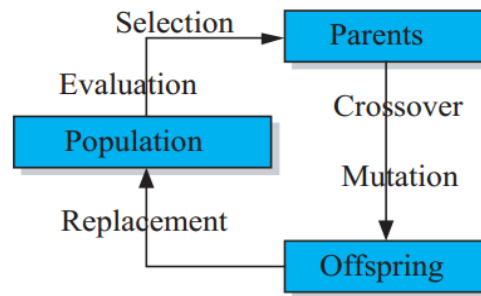 Selection
Parents
Evaluation
Crossover
Population
Mutation
Replacement
Offspring